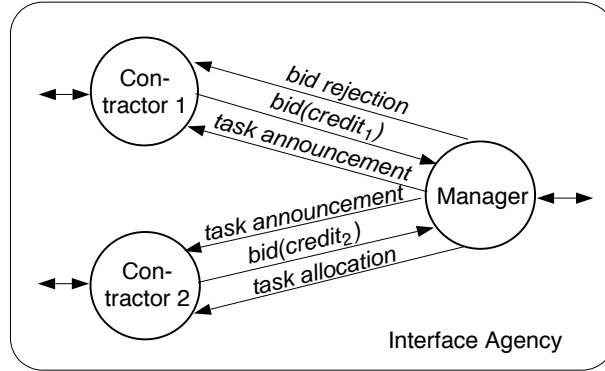 Con-
tractor 1
bid rejection
bid(credit1)
task announcement
Manager
task announcement
bid(credit2)
task allocation
Con-
tractor 2
Interface Agency